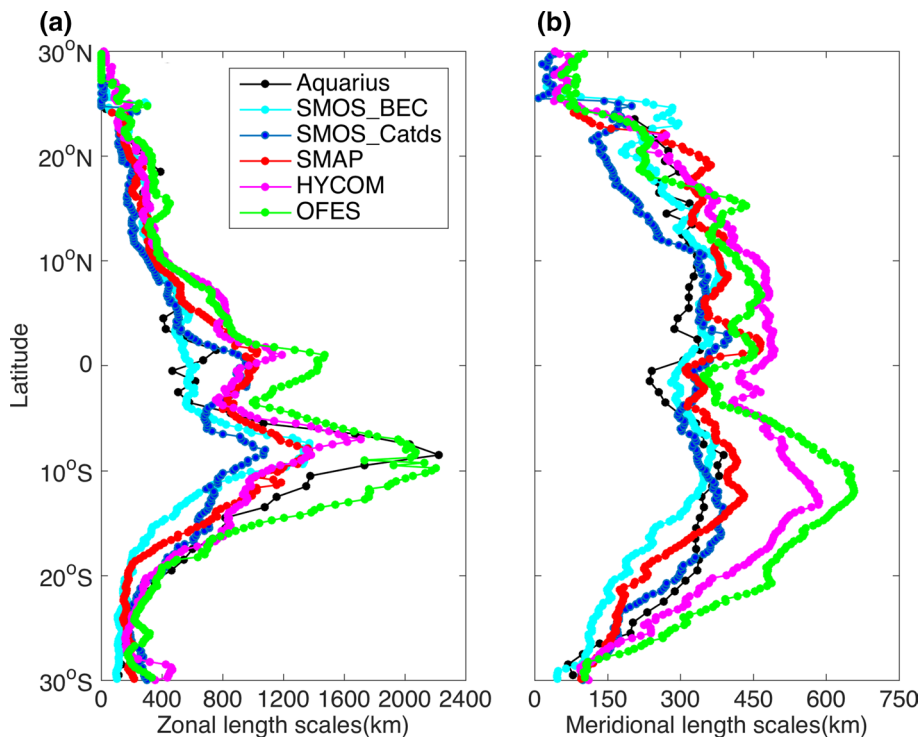 (a)
(b)
30°N
20°N
10°N
0
10°S
20°S
30°S
Latitude
Aquarius
SMOS_BEC
SMOS_Catds
SMAP
HYCOM
OFES
0 400 800 1200 1600 2000 2400
Zonal length scales(km)
0 150 300 450 600 750
Meridional length scales(km)